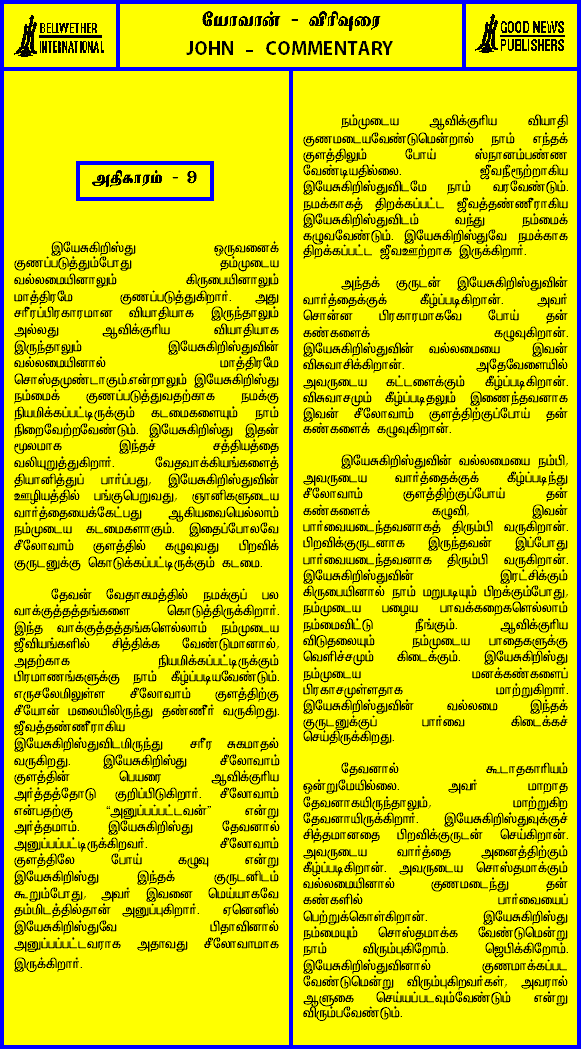 BELWETHER
INTERNATIONAL
யோவான் - விரிவுரை
JOHN - COMMENTARY
GOOD NEWS
PUBLISHERS
அதிகாரம் - 9
இயேசுகிறிஸ்து ஒருவனைக்
குணப்படுத்தும்போது தம்முடைய
வல்லமையினாலும் கிருபையினாலும்
மாத்திரமே குணப்படுத்துகிறார். அது
சரீரப்பிரகாரமான வியாதியாக இருந்தாலும்
அல்லது ஆவிக்குரிய வியாதியாக
இருந்தாலும் இயேசுகிறிஸ்துவின்
வல்லமையினால் மாத்திரமே
சொஸ்தமுண்டாகும்.என்றாலும் இயேசுகிறிஸ்து
நம்மைக் குணப்படுத்துவதற்காக நமக்கு
நியமிக்கப்பட்டிருக்கும் கடமைகளையும் நாம்
நிறைவேற்றவேண்டும். இயேசுகிறிஸ்து இதன்
மூலமாக இந்தச் சத்தியத்தை
வலியுறுத்துகிறார். வேதவாக்கியங்களைத்
தியானித்துப் பார்ப்பது, இயேசுகிறிஸ்துவின்
ஊழியத்தில் பங்குபெறுவது, ஞானிகளுடைய
வார்த்தையைக்கேட்பது ஆகியவையெல்லாம்
நம்முடைய கடமைகளாகும். இதைப்போலவே
சீலோவாம் குளத்தில் கழுவுவது பிறவிக்
குருடனுக்கு கொடுக்கப்பட்டிருக்கும் கடமை.
தேவன் வேதாகமத்தில் நமக்குப் பல
வாக்குத்தத்தங்களை கொடுத்திருக்கிறார்.
இந்த வாக்குத்தத்தங்களெல்லாம் நம்முடைய
ஜீவியங்களில் சித்திக்க வேண்டுமானால்,
அதற்காக நியமிக்கப்பட்டிருக்கும்
பிரமாணங்களுக்கு நாம் கீழ்ப்படியவேண்டும்.
எருசலேமிலுள்ள சீலோவாம் குளத்திற்கு
சீயோன் மலையிலிருந்து தண்ணீர் வருகிறது.
ஜீவத்தண்ணீராகிய
இயேசுகிறிஸ்துவிடமிருந்து சரீர சுகமாதல்
வருகிறது. இயேசுகிறிஸ்து சீலோவாம்
குளத்தின் பெயரை ஆவிக்குரிய
அர்த்தத்தோடு குறிப்பிடுகிறார். சீலோவாம்
என்பதற்கு “அனுப்பப்பட்டவன்” என்று
அர்த்தமாம். இயேசுகிறிஸ்து தேவனால்
அனுப்பப்பட்டிருக்கிறவர். சீலோவாம்
குளத்திலே போய் கழுவு என்று
இயேசுகிறிஸ்து இந்தக் குருடனிடம்
கூறும்போது, அவர் இவனை மெய்யாகவே
தம்மிடத்தில்தான் அனுப்புகிறார். ஏனெனில்
இயேசுகிறிஸ்துவே பிதாவினால்
அனுப்பப்பட்டவராக அதாவது சீலோவாமாக
இருக்கிறார்.
நம்முடைய ஆவிக்குரிய வியாதி
குணமடையவேண்டுமென்றால் நாம் எந்தக்
குளத்திலும் போய் ஸ்நானம்பண்ண
வேண்டியதில்லை. ஜீவநீரூற்றாகிய
இயேசுகிறிஸ்துவிடமே நாம் வரவேண்டும்.
நமக்காகத் திறக்கப்பட்ட ஜீவத்தண்ணீராகிய
இயேசுகிறிஸ்துவிடம் வந்து நம்மைக்
கழுவவேண்டும். இயேசுகிறிஸ்துவே நமக்காக
திறக்கப்பட்ட ஜீவஊற்றாக இருக்கிறார்.
அந்தக் குருடன் இயேசுகிறிஸ்துவின்
வார்த்தைக்குக் கீழ்ப்படிகிறான். அவர்
சொன்ன பிரகாரமாகவே போய் தன்
கண்களைக் கழுவுகிறான்.
இயேசுகிறிஸ்துவின் வல்லமையை இவன்
விசுவாசிக்கிறான். அதேவேளையில்
அவருடைய கட்டளைக்கும் கீழ்ப்படிகிறான்.
விசுவாசமும் கீழ்ப்படிதலும் இணைந்தவனாக
இவன் சீலோவாம் குளத்திற்குப்போய் தன்
கண்களைக் கழுவுகிறான்.
இயேசுகிறிஸ்துவின் வல்லமையை நம்பி,
அவருடைய வார்த்தைக்குக் கீழ்ப்படிந்து
சீலோவாம் குளத்திற்குப்போய் தன்
கண்களைக் கழுவி, இவன்
பார்வையடைந்தவனாகத் திரும்பி வருகிறான்.
பிறவிக்குருடனாக இருந்தவன் இப்போது
பார்வையடைந்தவனாக திரும்பி வருகிறான்.
இயேசுகிறிஸ்துவின் இரட்சிக்கும்
கிருபையினால் நாம் மறுபடியும் பிறக்கும்போது,
நம்முடைய பழைய பாவக்கறைகளெல்லாம்
நம்மைவிட்டு நீங்கும். ஆவிக்குரிய
விடுதலையும் நம்முடைய பாதைகளுக்கு
வெளிச்சமும் கிடைக்கும். இயேசுகிறிஸ்து
நம்முடைய மனக்கண்களைப்
பிரகாசமுள்ளதாக மாற்றுகிறார்.
இயேசுகிறிஸ்துவின் வல்லமை இந்தக்
குருடனுக்குப் பார்வை கிடைக்கச்
செய்திருக்கிறது.
தேவனால் கூடாதகாரியம்
ஒன்றுமேயில்லை. அவர் மாறாத
தேவனாகயிருந்தாலும், மாற்றுகிற
தேவனாயிருக்கிறார். இயேசுகிறிஸ்துவுக்குச்
சித்தமானதை பிறவிக்குருடன் செய்கிறான்.
அவருடைய வார்த்தை அனைத்திற்கும்
கீழ்ப்படிகிறான். அவருடைய சொஸ்தமாக்கும்
வல்லமையினால் குணமடைந்து தன்
கண்களில் பார்வையைப்
பெற்றுக்கொள்கிறான். இயேசுகிறிஸ்து
நம்மையும் சொஸ்தமாக்க வேண்டுமென்று
நாம் விரும்புகிறோம். ஜெபிக்கிறோம்.
இயேசுகிறிஸ்துவினால் குணமாக்கப்பட
வேண்டுமென்று விரும்புகிறவர்கள், அவரால்
ஆளுகை செய்யப்படவும்வேண்டும் என்று
விரும்பவேண்டும்.